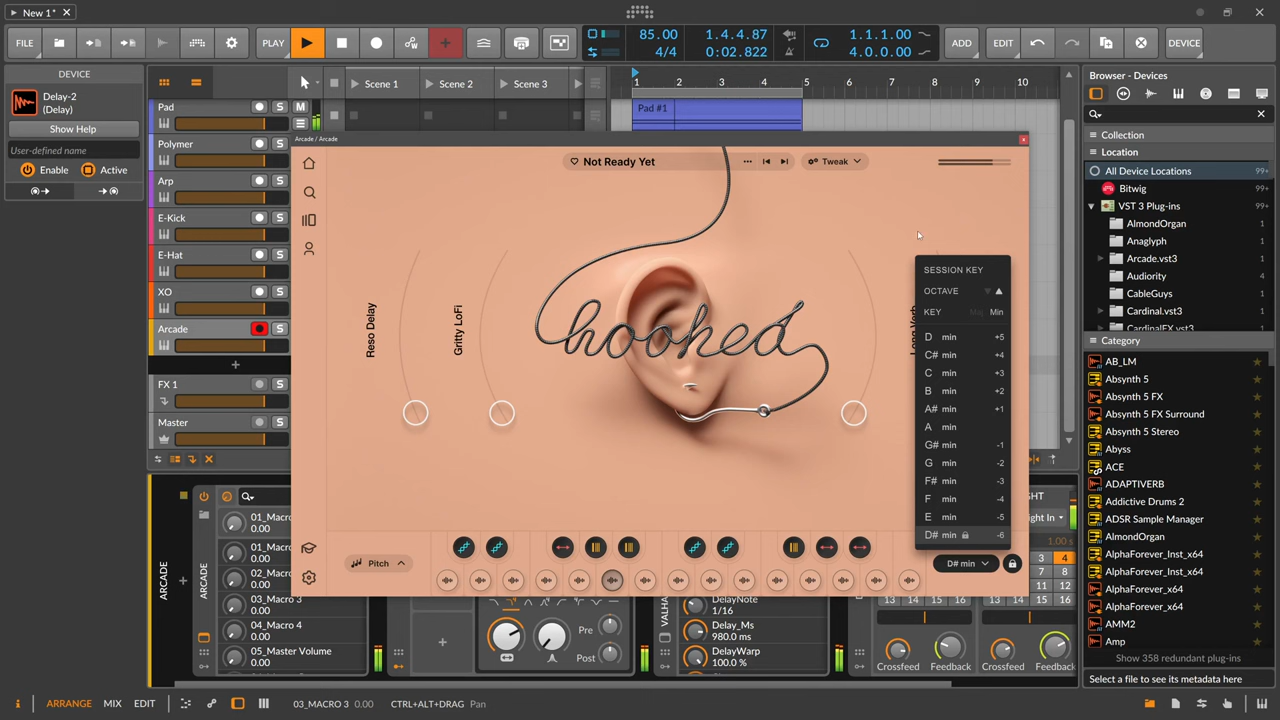 New 1*
FILE
PLAY
85.00
4/4
1.4.4.87
0:02.822
1.1.1.00
4.0.0.00
ADD
EDIT
DEVICE
DEVICE
Delay-2
(Delay)
Show Help
User-defined name
Enable
Active
Scene 1
Scene 2
Scene 3
1 2 3 4 5 6 7 8 9 10
Pad
S
M
Pad #1
Polymer
S
Arp
S
E-Kick
S
E-Hat
S
XO
S
Arcade
S
FX 1
S
Master
S
Arcade / Arcade
Not Ready Yet
Tweak
Reso Delay
Gritty LoFi
hooked
SESSION KEY
OCTAVE
KEY Maj Min
D min +5
C# min +4
C min +3
B min +2
A# min +1
A min
G# min -1
G min -2
F# min -3
F min -4
E min -5
D# min -6
Pitch
D# min
Browser - Devices
Collection
Location
All Device Locations 99+
Bitwig
VST 3 Plug-ins 99+
AlmondOrgan 1
Anaglyph 1
Arcade.vst3 1
Audiority 1
CableGuys 1
Cardinal.vst3 1
CardinalFX.vst3 1
Category
AB_LM
Absynth 5
Absynth 5 FX
Absynth 5 FX Surround
Absynth 5 Stereo
Abyss
ACE
ADAPTIVERB
Addictive Drums 2
ADSR Sample Manager
AlmondOrgan
AlphaForever_Inst_x64
AlphaForever_Inst_x64
AlphaForever_x64
AlphaForever_x64
AMM2
Amp
Show 358 redundant plug-ins
Select a file to see its metadata here
ARCADE
ARCADE
0.00
0.00
0.00
03_Macro 3
0.00
04_Macro 4
0.00
05_Master Volume
Pre
Post
DelayNote
1/16
Delay_Ms
980.0 ms
DelayWarp
100.0 %
3 4
7 8
11 12
13 14 15 16
13 14 15 16
Crossfeed
Feedback
Crossfeed
Feedback
ARRANGE
MIX
EDIT
03_MACRO 3 0.00
CTRL+ALT+DRAG Pan